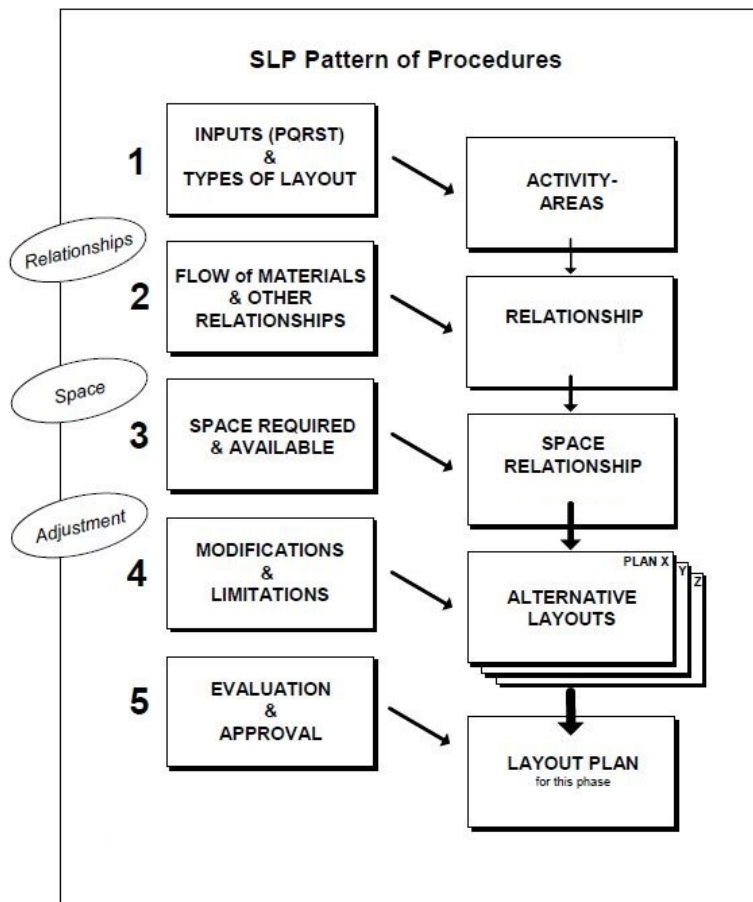 SLP Pattern of Procedures
1
INPUTS (PQRST)
&
TYPES OF LAYOUT
ACTIVITY-
AREAS
Relationships
2
FLOW of MATERIALS
& OTHER
RELATIONSHIPS
RELATIONSHIP
Space
3
SPACE REQUIRED
& AVAILABLE
SPACE
RELATIONSHIP
Adjustment
4
MODIFICATIONS
&
LIMITATIONS
PLAN X
Y
Z
ALTERNATIVE
LAYOUTS
5
EVALUATION
&
APPROVAL
LAYOUT PLAN
for this phase